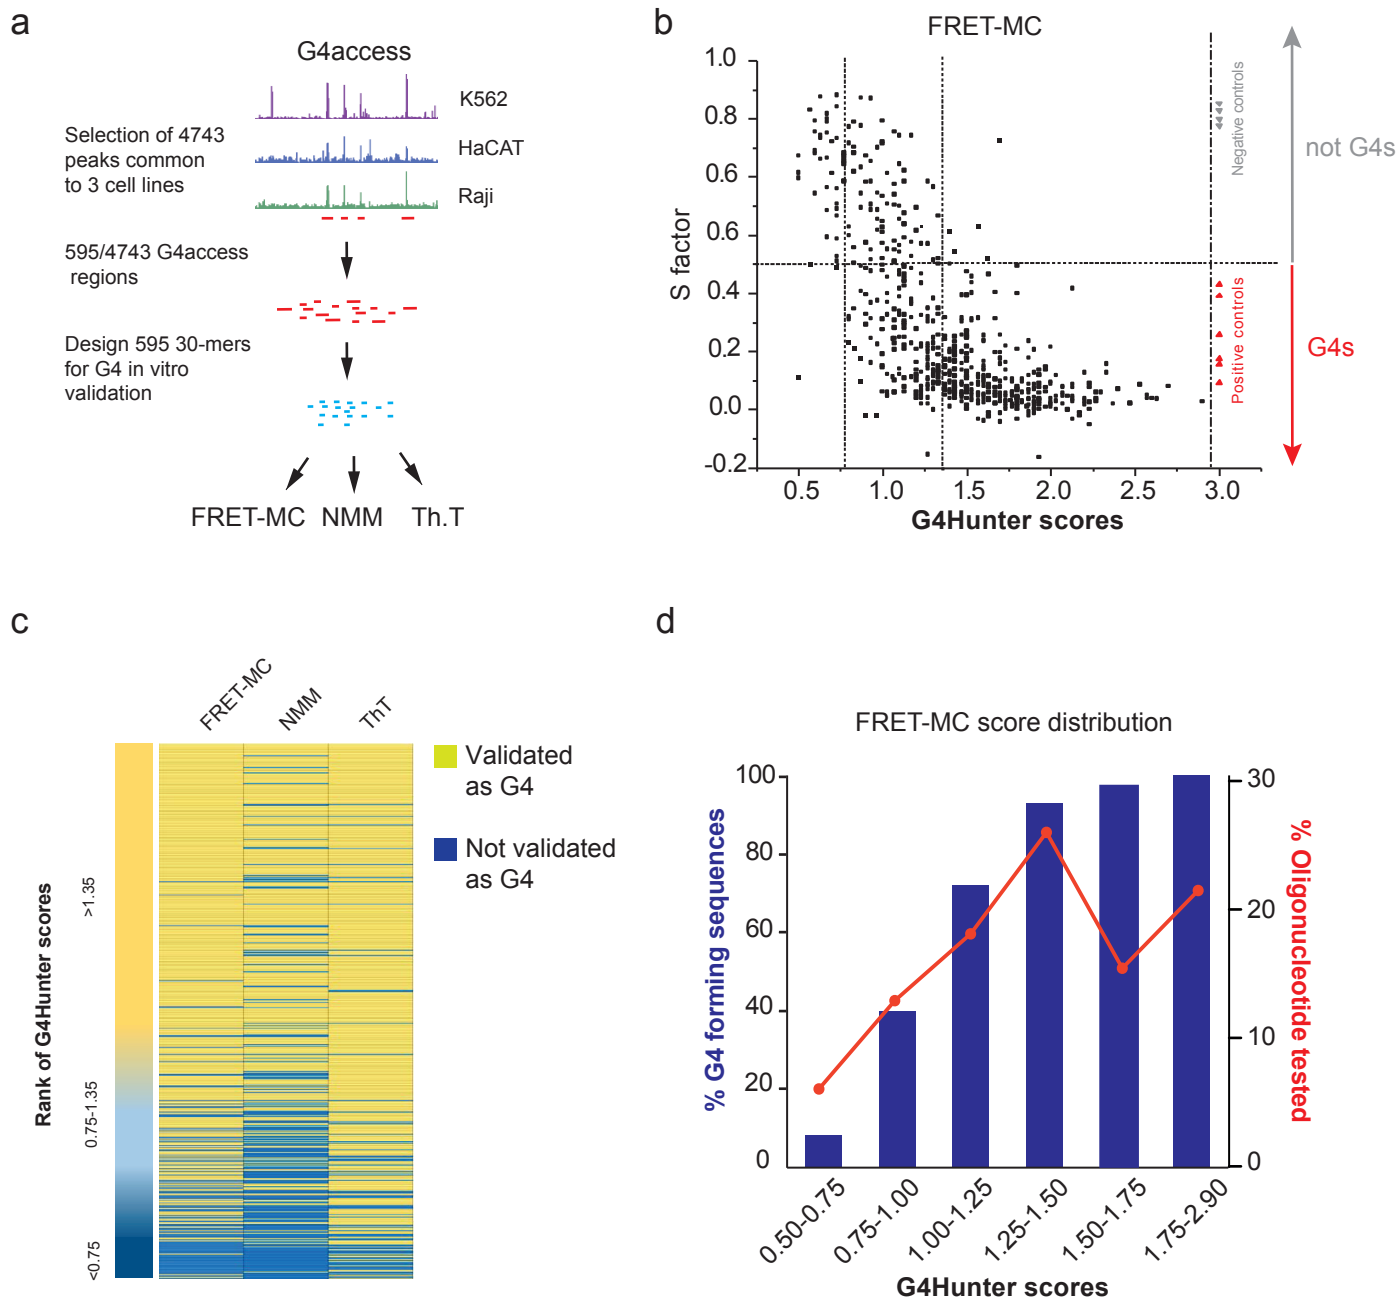 a
G4access
K562
HaCAT
Raji
Selection of 4743
peaks common
to 3 cell lines
595/4743 G4access
regions
Design 595 30-mers
for G4 in vitro
validation
FRET-MC NMM Th.T
b
FRET-MC
S factor
1.0
0.8
0.6
0.4
0.2
0.0
-0.2
0.5 1.0 1.5 2.0 2.5 3.0
G4Hunter scores
Negative controls
Positive controls
not G4s
G4s
c
FRET-MC
NMM
ThT
Validated
as G4
Not validated
as G4
Rank of G4Hunter scores
>1.35
0.75-1.35
<0.75
d
FRET-MC score distribution
% G4 forming sequences
100
80
60
40
20
0
30
20
10
0
% Oligonucleotide tested
0.50-0.75
0.75-1.00
1.00-1.25
1.25-1.50
1.50-1.75
1.75-2.90
G4Hunter scores